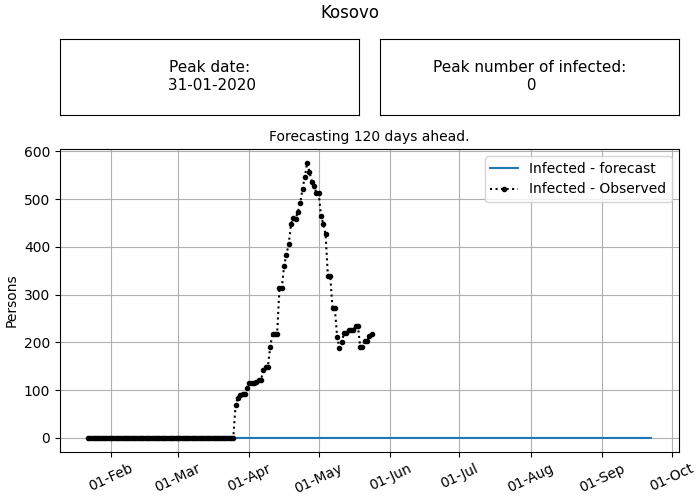 Kosovo
Peak date:
31-01-2020
Peak number of infected:
0
Forecasting 120 days ahead.
Infected - forecast
Infected - Observed
600
500
400
300
200
100
0
Persons
01-Feb
01-Mar
01-Apr
01-May
01-Jun
01-Jul
01-Aug
01-Sep
01-Oct